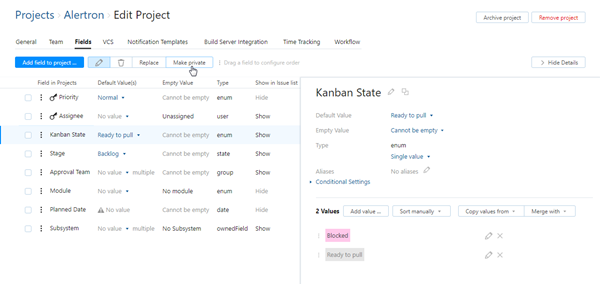 Projects › Alertron › Edit Project
Archive project
Remove project
General Team Fields VCS Notification Templates Build Server Integration Time Tracking Workflow
Add field to project ... Replace Make private Drag a field to configure order > Hide Details
Field in Projects Default Value(s) Empty Value Type Show in Issue list
Priority Normal Cannot be empty enum Hide
Assignee No value Unassigned user Show
Kanban State Ready to pull Cannot be empty enum Show
Stage Backlog Cannot be empty state Show
Approval Team No value multiple Cannot be empty group Show
Module No value No module enum Hide
Planned Date No value Cannot be empty date Hide
Subsystem No value multiple No Subsystem ownedField Show
Kanban State
Default Value Ready to pull
Empty Value Cannot be empty
Type enum
Single value
Aliases No aliases
Conditional Settings
2 Values Add value ... Sort manually Copy values from Merge with
Blocked
Ready to pull